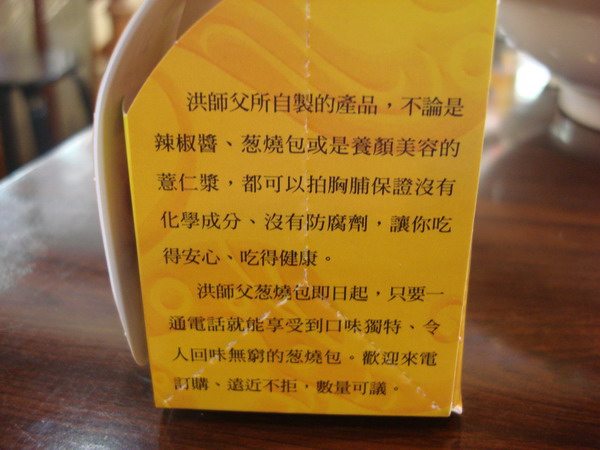 洪師父所自製的產品，不論是
辣椒醬、葱燒包或是養顏美容的
薏仁漿，都可以拍胸脯保證沒有
化學成分、沒有防腐劑，讓你吃
得安心、吃得健康。
洪師父葱燒包即日起，只要一
通電話就能享受到口味獨特、令
人回味無窮的葱燒包。歡迎來電
訂購、遠近不拒，數量可議。